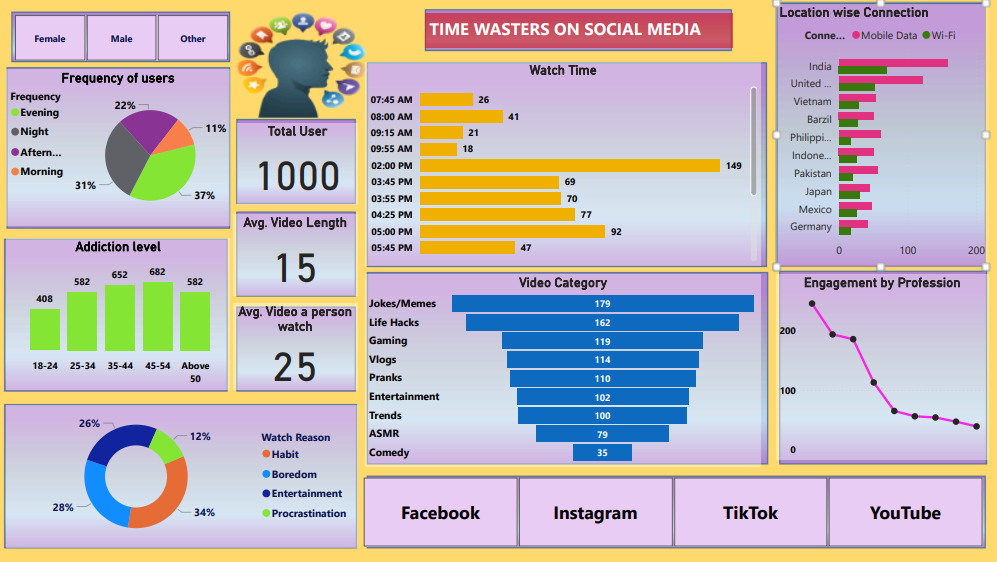 Female
Male
Other
TIME WASTERS ON SOCIAL MEDIA
Location wise Connection
Conne...
Mobile Data
Wi-Fi
India
United ...
Vietnam
Barzil
Philippi...
Indone...
Pakistan
Japan
Mexico
Germany
0
100
200
Frequency of users
Frequency
Evening
Night
Aftern...
Morning
22%
11%
31%
37%
Total User
1000
Avg. Video Length
15
Avg. Video a person
watch
25
Watch Time
07:45 AM 26
08:00 AM 41
09:15 AM 21
09:55 AM 18
02:00 PM 149
03:45 PM 69
03:55 PM 70
04:25 PM 77
05:00 PM 92
05:45 PM 47
Addiction level
408
582
652
682
582
18-24
25-34
35-44
45-54
Above
50
Video Category
Jokes/Memes 179
Life Hacks 162
Gaming 119
Vlogs 114
Pranks 110
Entertainment 102
Trends 100
ASMR 79
Comedy 35
Engagement by Profession
200
100
0
26%
12%
28%
34%
Watch Reason
Habit
Boredom
Entertainment
Procrastination
Facebook
Instagram
TikTok
YouTube